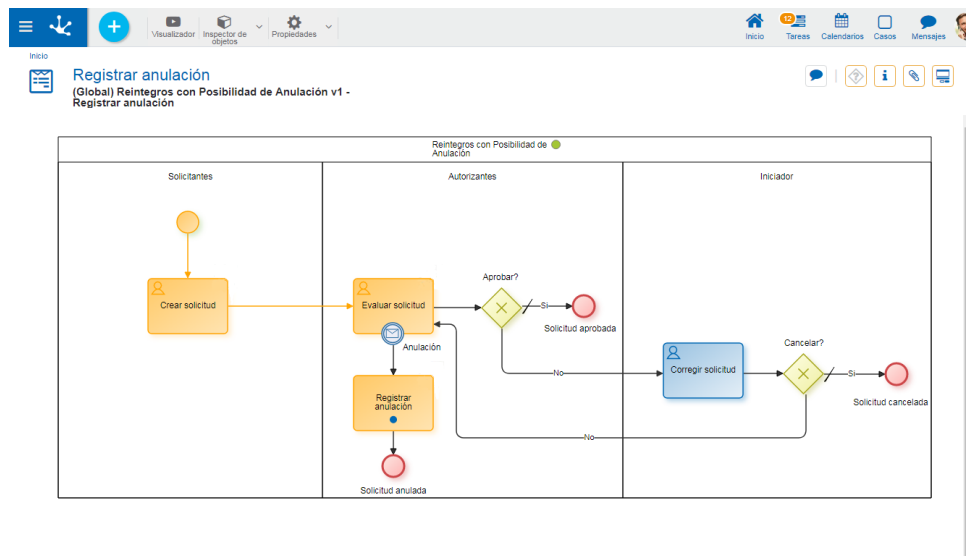 Visualizador
Inspector de
objetos
Propiedades
Inicio
12
Tareas
Calendarios
Casos
Mensajes
Inicio
Registrar anulación
(Global) Reintegros con Posibilidad de Anulación v1 -
Registrar anulación
Reintegros con Posibilidad de
Anulación
Solicitantes
Autorizantes
Iniciador
Crear solicitud
Evaluar solicitud
Aprobar?
Si
Solicitud aprobada
Anulación
No
Corregir solicitud
Cancelar?
Si
Solicitud cancelada
Registrar
anulación
No
Solicitud anulada